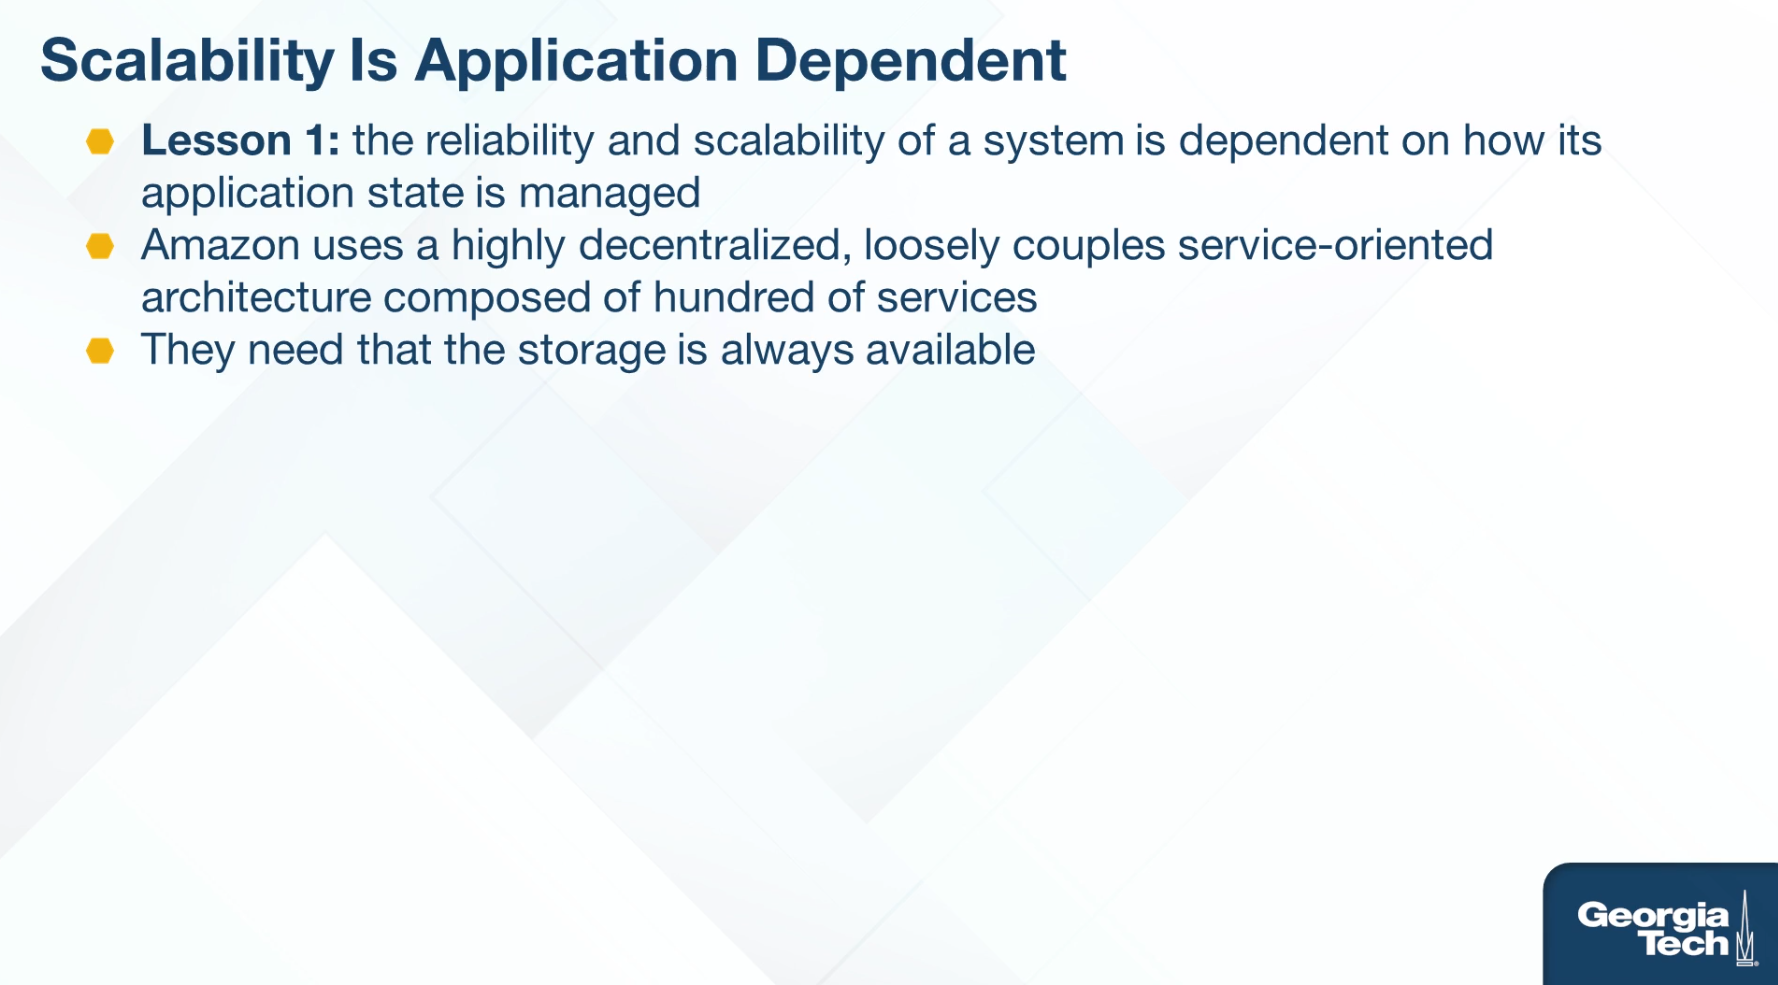 Scalability Is Application Dependent
Lesson 1: the reliability and scalability of a system is dependent on how its
application state is managed
Amazon uses a highly decentralized, loosely couples service-oriented
architecture composed of hundred of services
They need that the storage is always available
Georgia
Tech